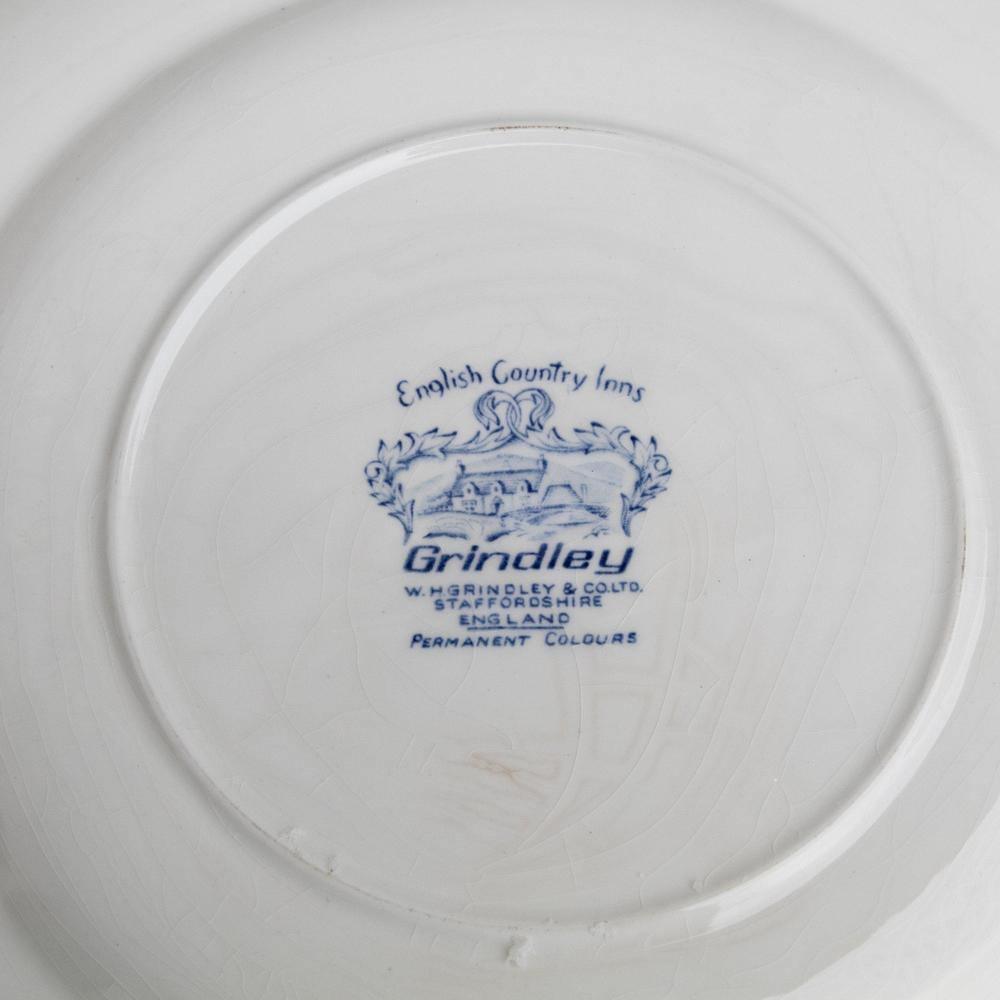 English Country Inns
Grindley
W.H.GRINDLEY & CO.LTD.
STAFFORDSHIRE
ENGLAND
PERMANENT COLOURS